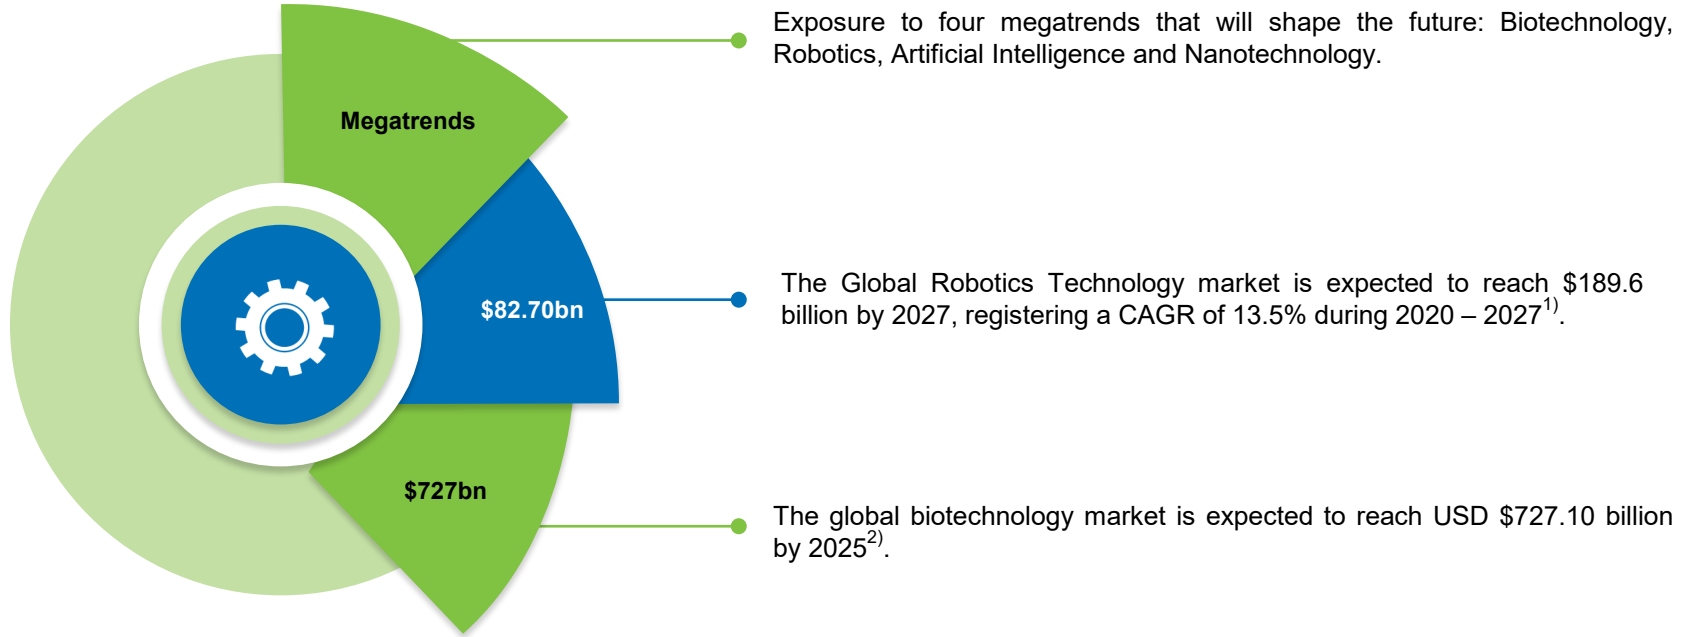 Exposure to four megatrends that will shape the future: Biotechnology,
Robotics, Artificial Intelligence and Nanotechnology.
Megatrends
The Global Robotics Technology market is expected to reach $189.6
billion by 2027, registering a CAGR of 13.5% during 2020 – 2027¹⁾.
$82.70bn
$727bn
The global biotechnology market is expected to reach USD $727.10 billion
by 2025²⁾.